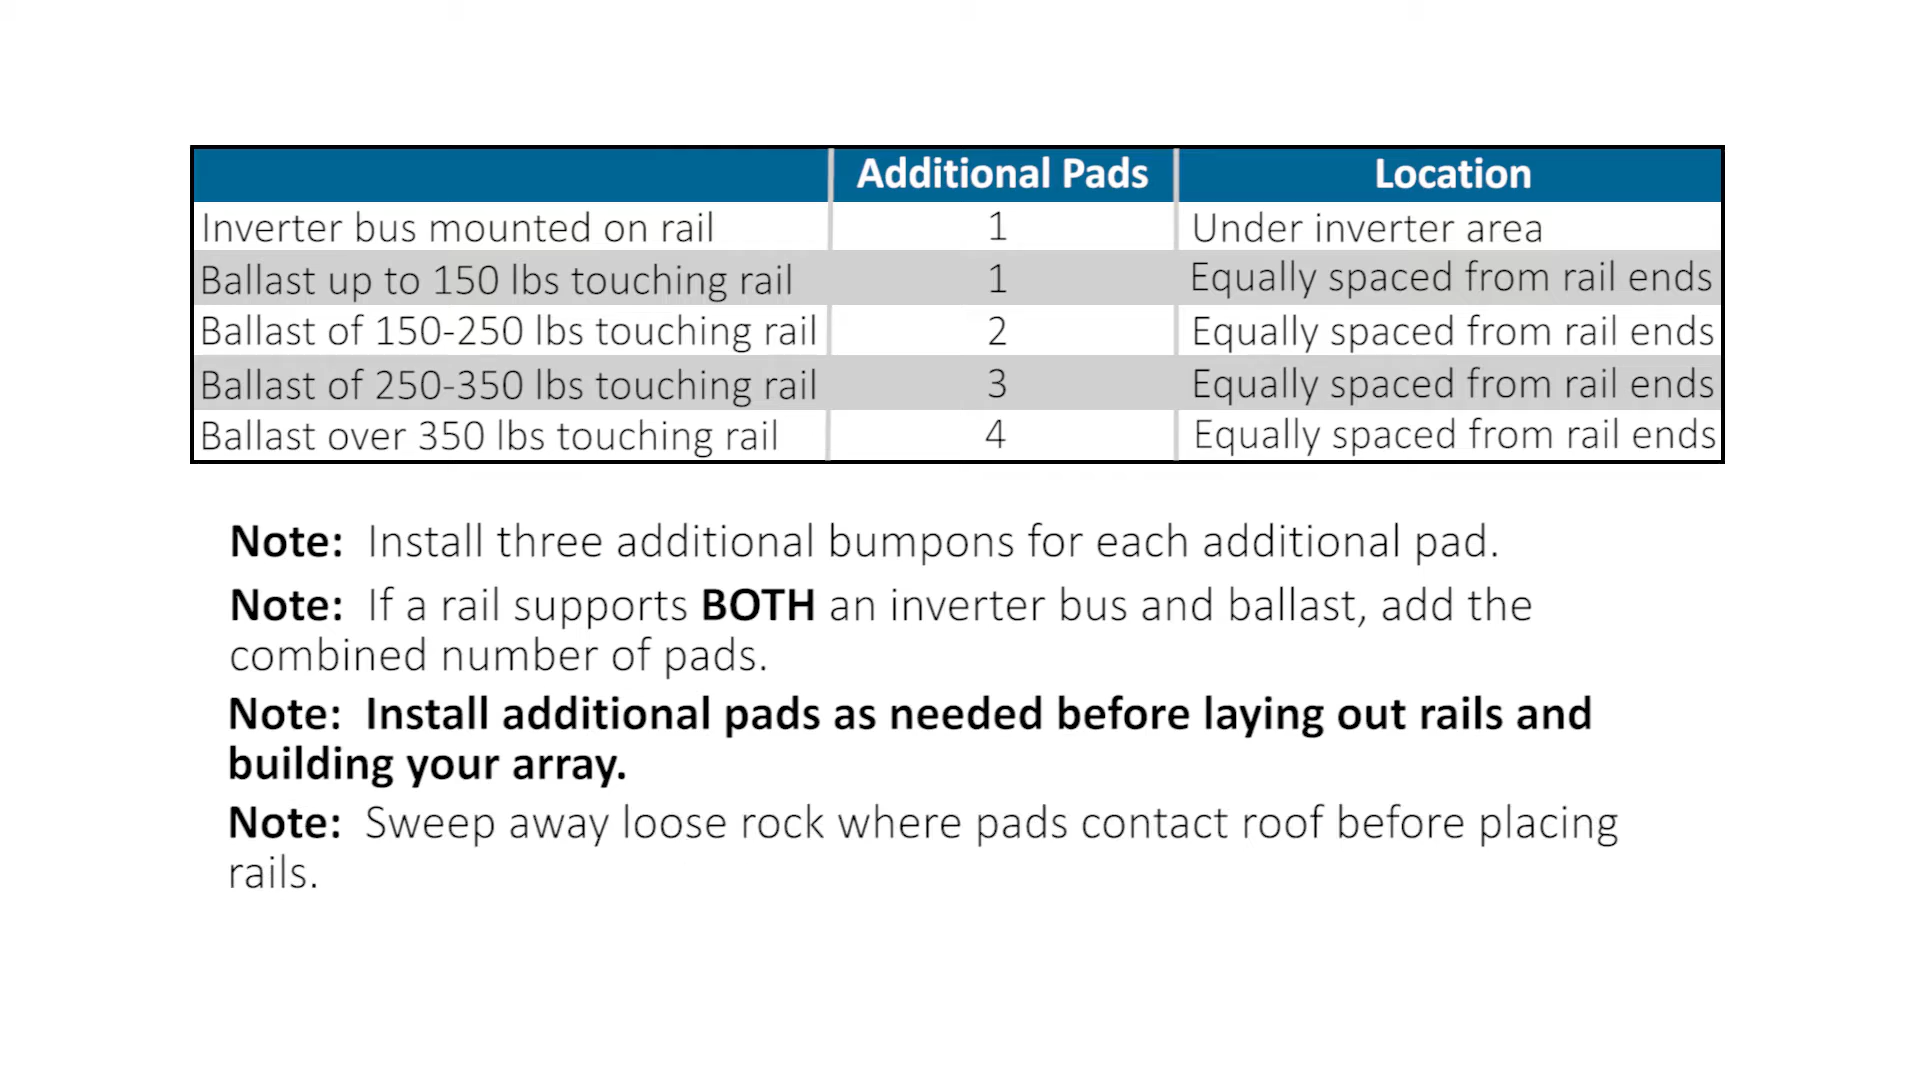 Additional Pads Location
Inverter bus mounted on rail 1 Under inverter area
Ballast up to 150 lbs touching rail 1 Equally spaced from rail ends
Ballast of 150-250 lbs touching rail 2 Equally spaced from rail ends
Ballast of 250-350 lbs touching rail 3 Equally spaced from rail ends
Ballast over 350 lbs touching rail 4 Equally spaced from rail ends
Note: Install three additional bumpons for each additional pad.
Note: If a rail supports BOTH an inverter bus and ballast, add the
combined number of pads.
Note: Install additional pads as needed before laying out rails and
building your array.
Note: Sweep away loose rock where pads contact roof before placing
rails.